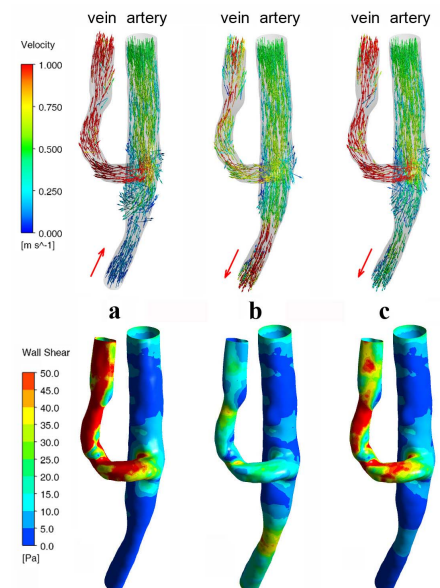 vein artery vein artery vein artery
Velocity
1.000
0.750
0.500
0.250
0.000
[m s^-1]
a b c
Wall Shear
50.0
45.0
40.0
35.0
30.0
25.0
20.0
15.0
10.0
5.0
0.0
[Pa]